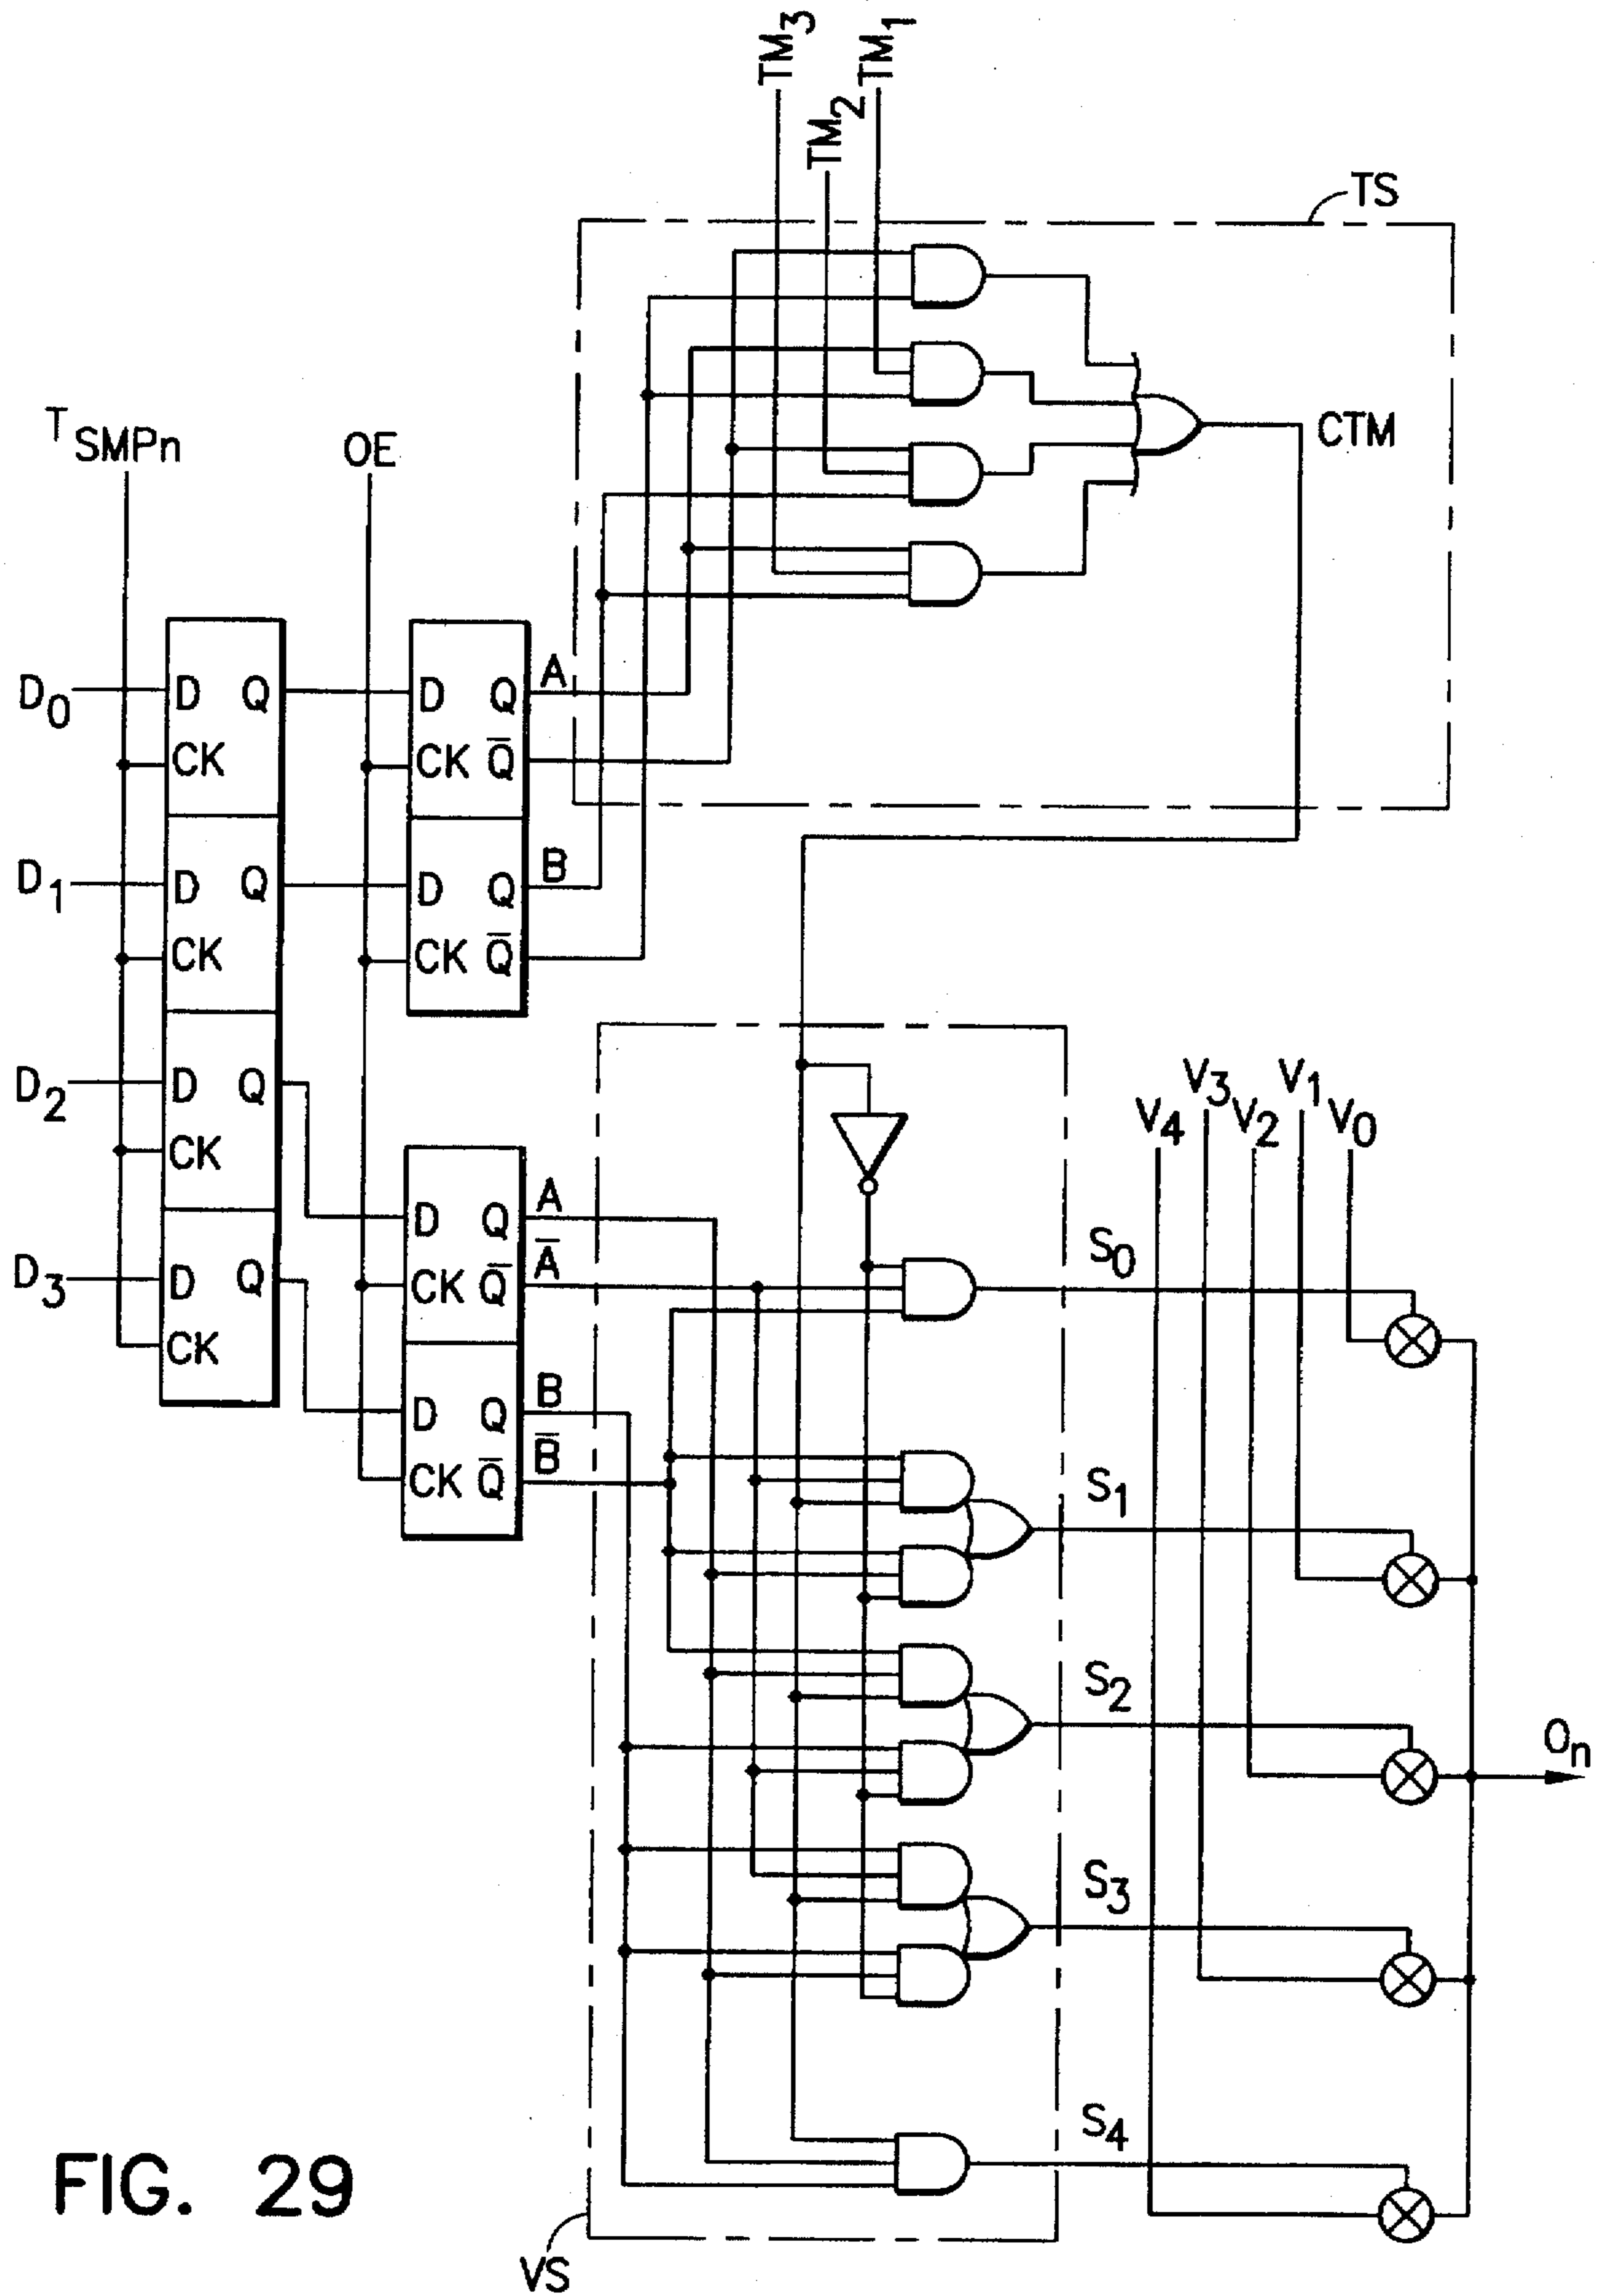 TM3
TM1
TM2
TS
TSMPn
OE
CTM
D0
D Q
D Q
A
CK
CK Q̅
D1
D Q
D Q
B
CK
CK Q̅
D2
D Q
CK
D Q
A
A̅
CK Q̅
D3
D Q
CK
D Q
B
B̅
CK Q̅
V4
V3
V2
V1
V0
S0
S1
S2
On
S3
S4
FIG. 29
VS